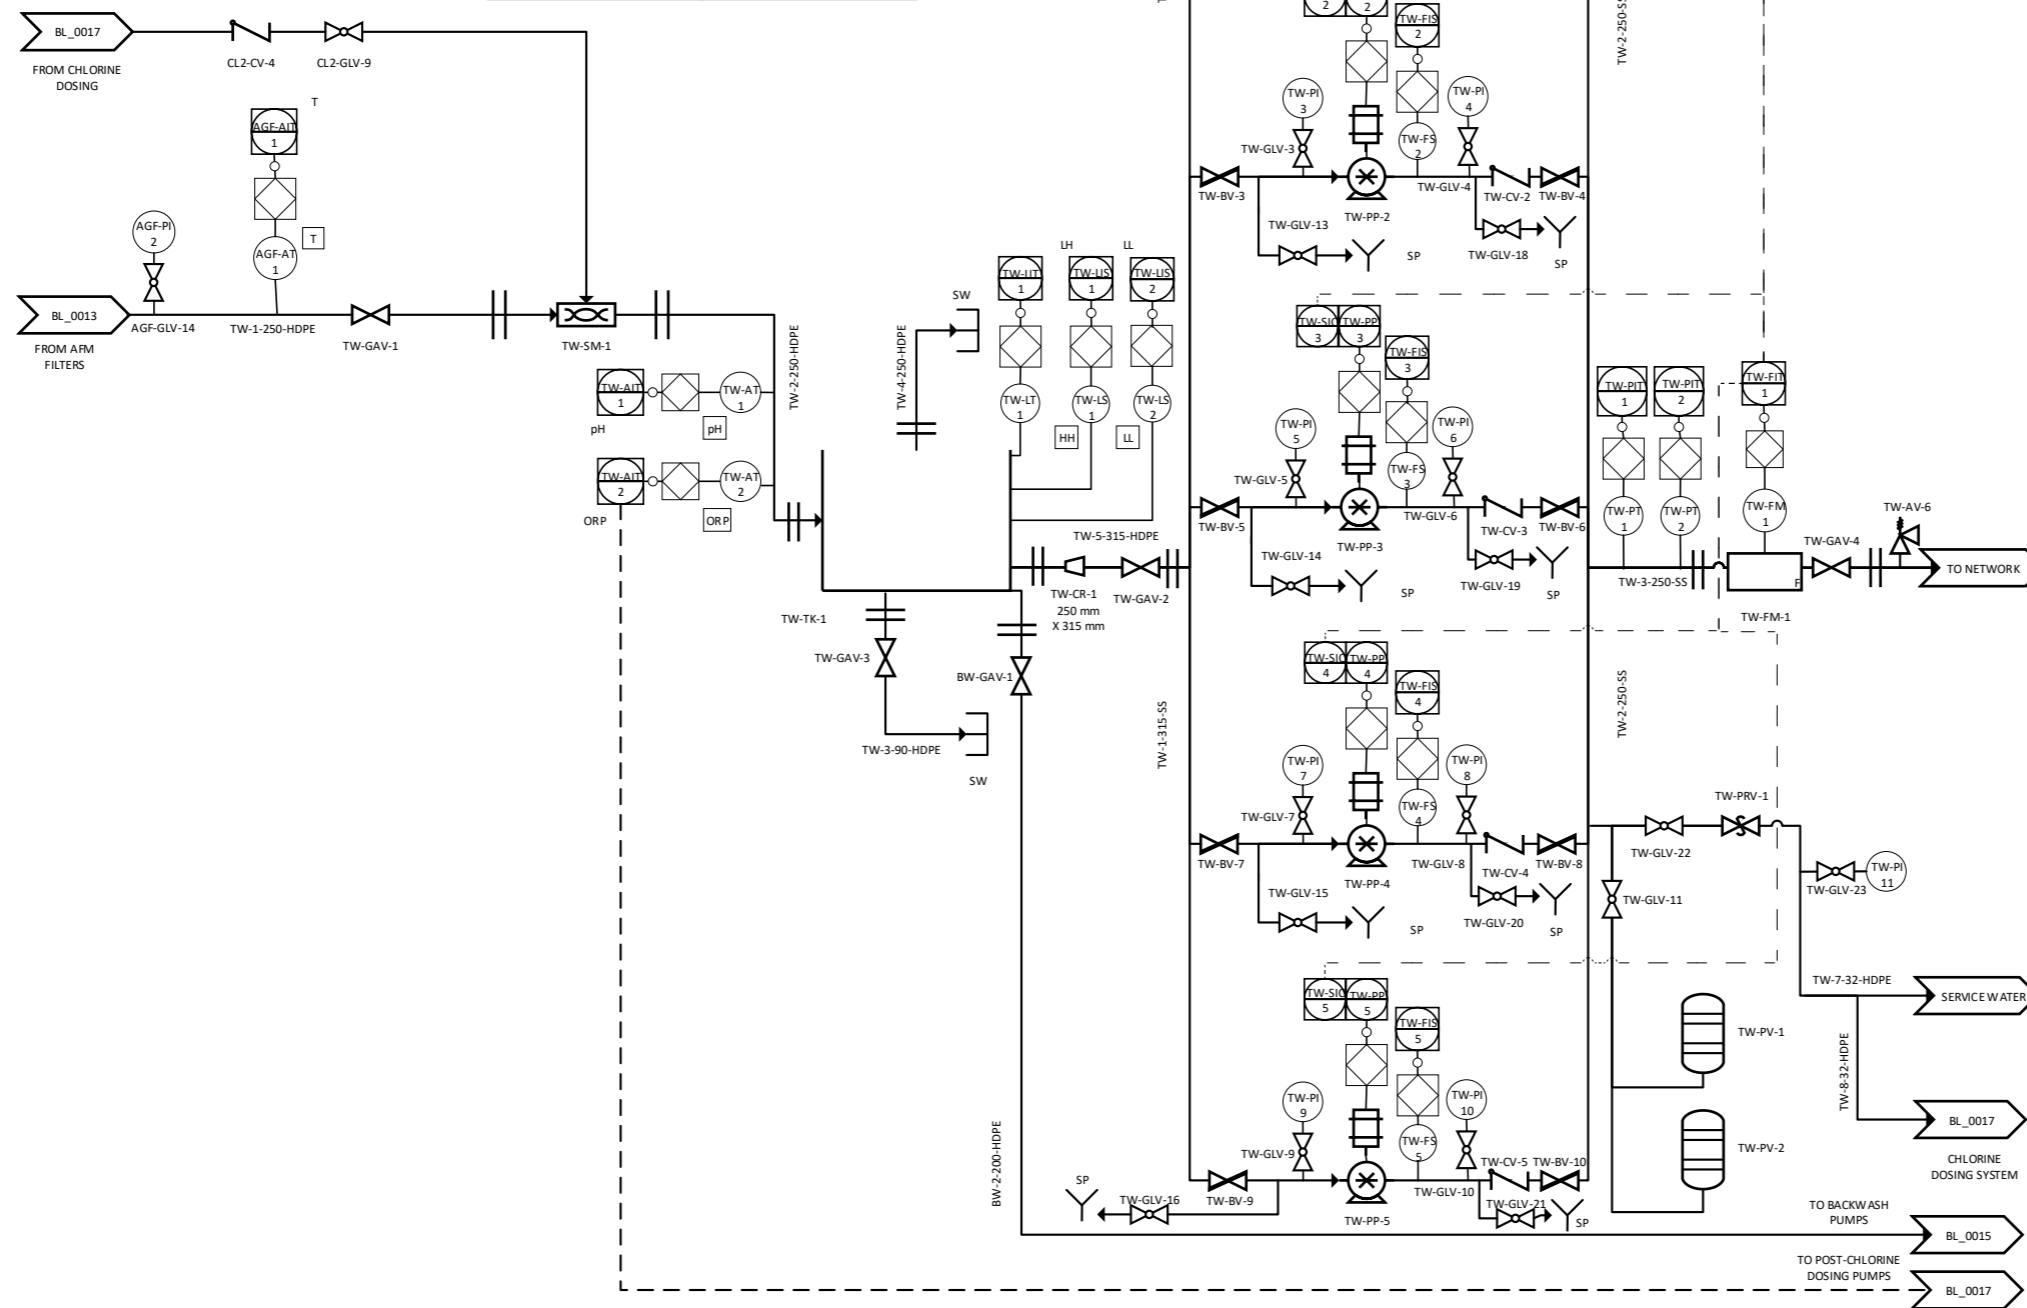 BL_0017
FROM CHLORINE
DOSING
CL2-CV-4
CL2-GLV-9
T
AGF-AIT
1
AGF-PI
2
AGF-AT
1
T
BL_0013
FROM AFM
FILTERS
AGF-GLV-14
TW-1-250-HDPE
TW-GAV-1
TW-SM-1
TW-2-250-HDPE
TW-AIT
1
pH
TW-AT
1
pH
TW-AIT
2
ORP
TW-AT
2
ORP
TW-4-250-HDPE
SW
LH
LL
TW-LIT
1
TW-LIS
1
TW-LIS
2
TW-LT
1
TW-LS
1
TW-LS
2
HH
LL
TW-5-315-HDPE
TW-CR-1
250 mm
X 315 mm
TW-GAV-2
TW-TK-1
TW-GAV-3
BW-GAV-1
TW-3-90-HDPE
SW
BW-2-200-HDPE
TW-1-315-SS
2
2
TW-FIS
2
TW-PI
3
TW-PI
4
TW-GLV-3
TW-FS
2
TW-BV-3
TW-GLV-4
TW-CV-2
TW-BV-4
TW-PP-2
TW-GLV-13
SP
TW-GLV-18
SP
TW-2-250-SS
TW-SIC
3
TW-PP
3
TW-FIS
3
TW-PI
5
TW-PI
6
TW-GLV-5
TW-FS
3
TW-BV-5
TW-GLV-6
TW-CV-3
TW-BV-6
TW-PP-3
TW-GLV-14
SP
TW-GLV-19
SP
TW-PIT
1
TW-PIT
2
TW-FIT
1
TW-PT
1
TW-PT
2
TW-FM
1
TW-AV-6
TW-GAV-4
TO NETWORK
TW-3-250-SS
F
TW-FM-1
TW-SIC
4
TW-PP
4
TW-FIS
4
TW-PI
7
TW-PI
8
TW-GLV-7
TW-FS
4
TW-BV-7
TW-GLV-8
TW-CV-4
TW-BV-8
TW-PP-4
TW-GLV-15
SP
TW-GLV-20
SP
TW-2-250-SS
TW-PRV-1
TW-GLV-22
TW-PI
11
TW-GLV-23
TW-GLV-11
TW-7-32-HDPE
SERVICE WATER
TW-8-32-HDPE
TW-PV-1
TW-PV-2
BL_0017
CHLORINE
DOSING SYSTEM
TW-SIC
5
TW-PP
5
TW-FIS
5
TW-PI
9
TW-PI
10
TW-GLV-9
TW-FS
5
SP
TW-GLV-16
TW-BV-9
TW-GLV-10
TW-CV-5
TW-BV-10
TW-PP-5
TW-GLV-21
SP
TO BACKWASH
PUMPS
BL_0015
TO POST-CHLORINE
DOSING PUMPS
BL_0017